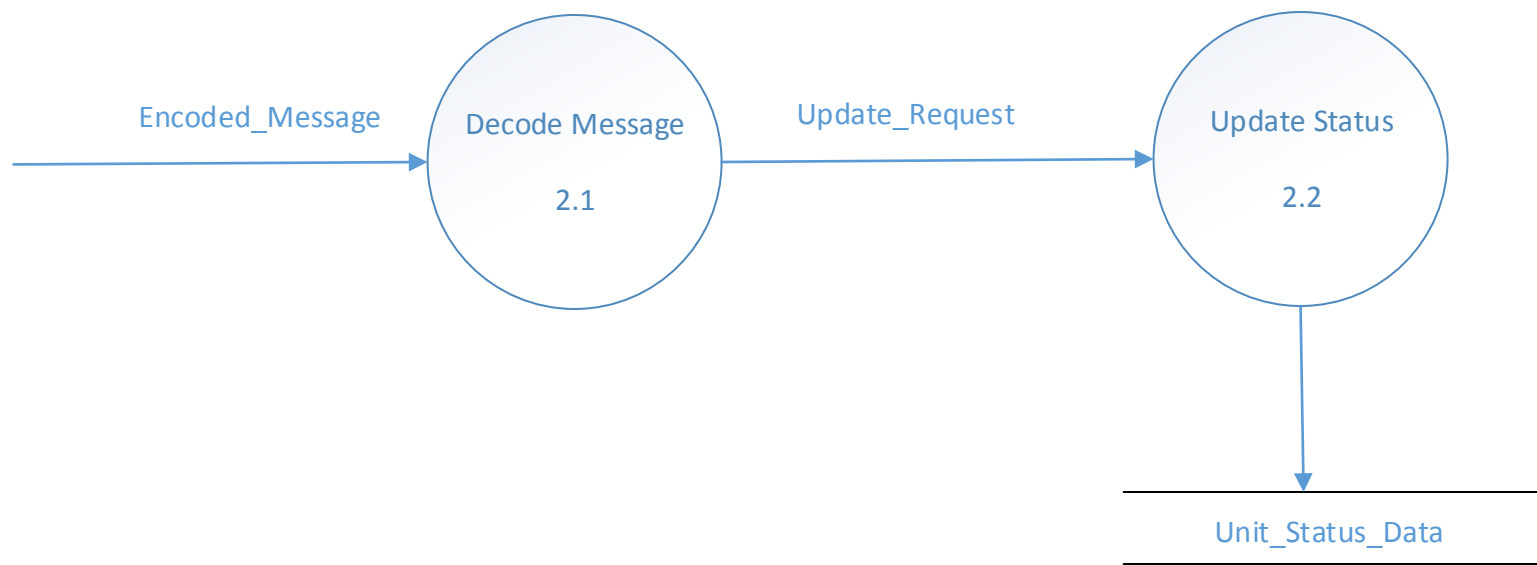 Encoded_Message
Decode Message
2.1
Update_Request
Update Status
2.2
Unit_Status_Data